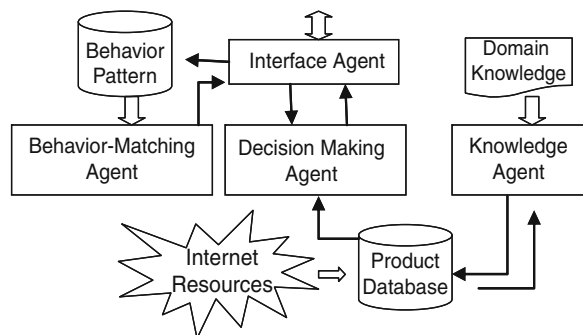 Behavior
Pattern
Interface Agent
Domain
Knowledge
Behavior-Matching
Agent
Decision Making
Agent
Knowledge
Agent
Internet
Resources
Product
Database